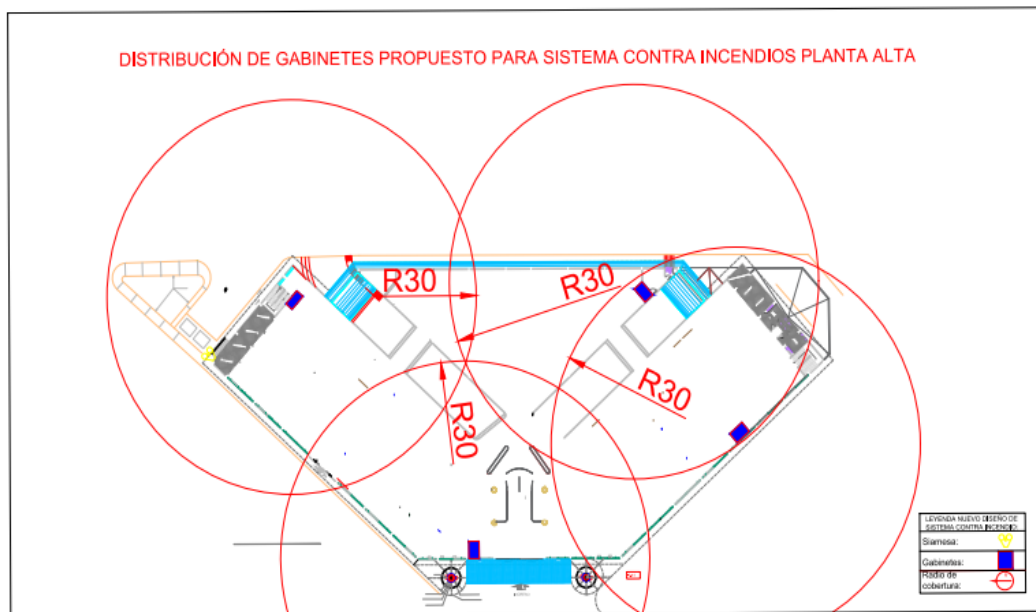 DISTRIBUCIÓN DE GABINETES PROPUESTO PARA SISTEMA CONTRA INCENDIOS PLANTA ALTA
R30
R30
R30
R30
LEYENDA NUEVO DISEÑO DE
SISTEMA CONTRA INCENDIO
Siamesa:
Gabinetes:
Radio de
cobertura: